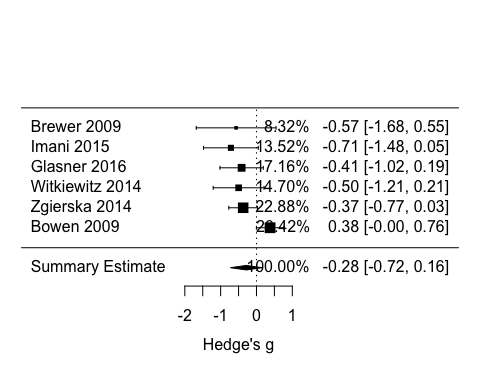 Brewer 2009 8.32% -0.57 [-1.68, 0.55]
Imani 2015 13.52% -0.71 [-1.48, 0.05]
Glasner 2016 17.16% -0.41 [-1.02, 0.19]
Witkiewitz 2014 14.70% -0.50 [-1.21, 0.21]
Zgierska 2014 22.88% -0.37 [-0.77, 0.03]
Bowen 2009 0.38 [-0.00, 0.76]
Summary Estimate 100.00% -0.28 [-0.72, 0.16]
-2 -1 0 1
Hedge's g